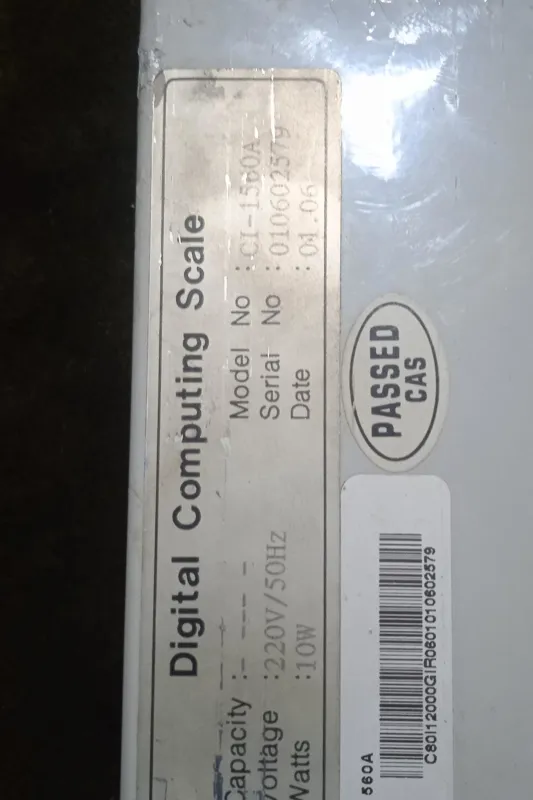 Digital Computing Scale
Capacity :- --- -
Model No :CI-1560A
Voltage :220V/50Hz
Serial No :010602579
Watts :10W
Date :01.06
PASSED
CAS
560A
C80I12000GIR0601010602579